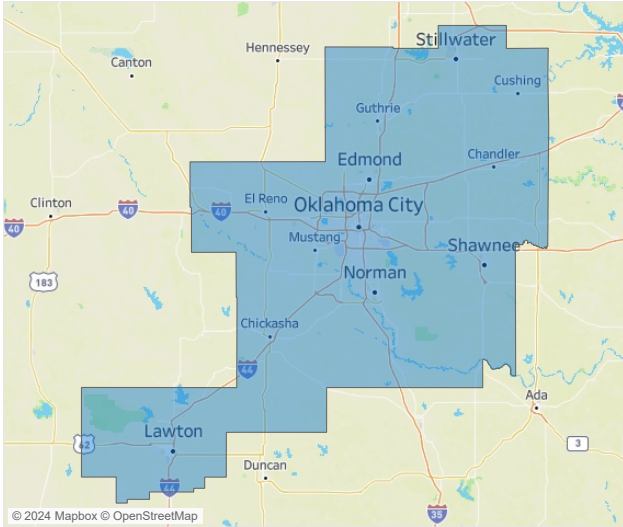 Stillwater
Hennessey
Canton
Cushing
Guthrie
Edmond
Chandler
Clinton
El Reno
Oklahoma City
40
40
40
40
Mustang
Shawnee
183
Norman
Chickasha
44
Ada
Lawton
62
3
Duncan
44
35
© 2024 Mapbox © OpenStreetMap